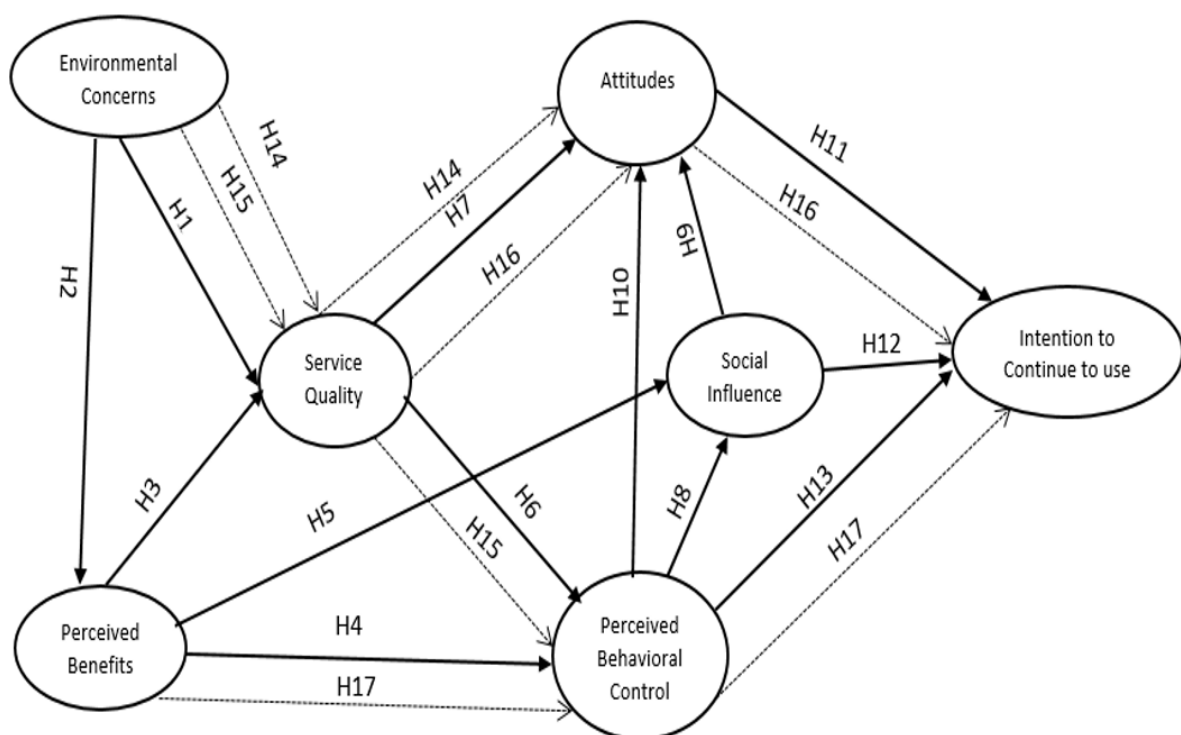 Environmental
Concerns
Attitudes
H14
H15
H1
H2
H14
H7
H16
H11
H16
H9
H10
Service
Quality
Social
Influence
H12
Intention to
Continue to use
H3
H5
H6
H15
H8
H13
H17
Perceived
Benefits
H4
H17
Perceived
Behavioral
Control